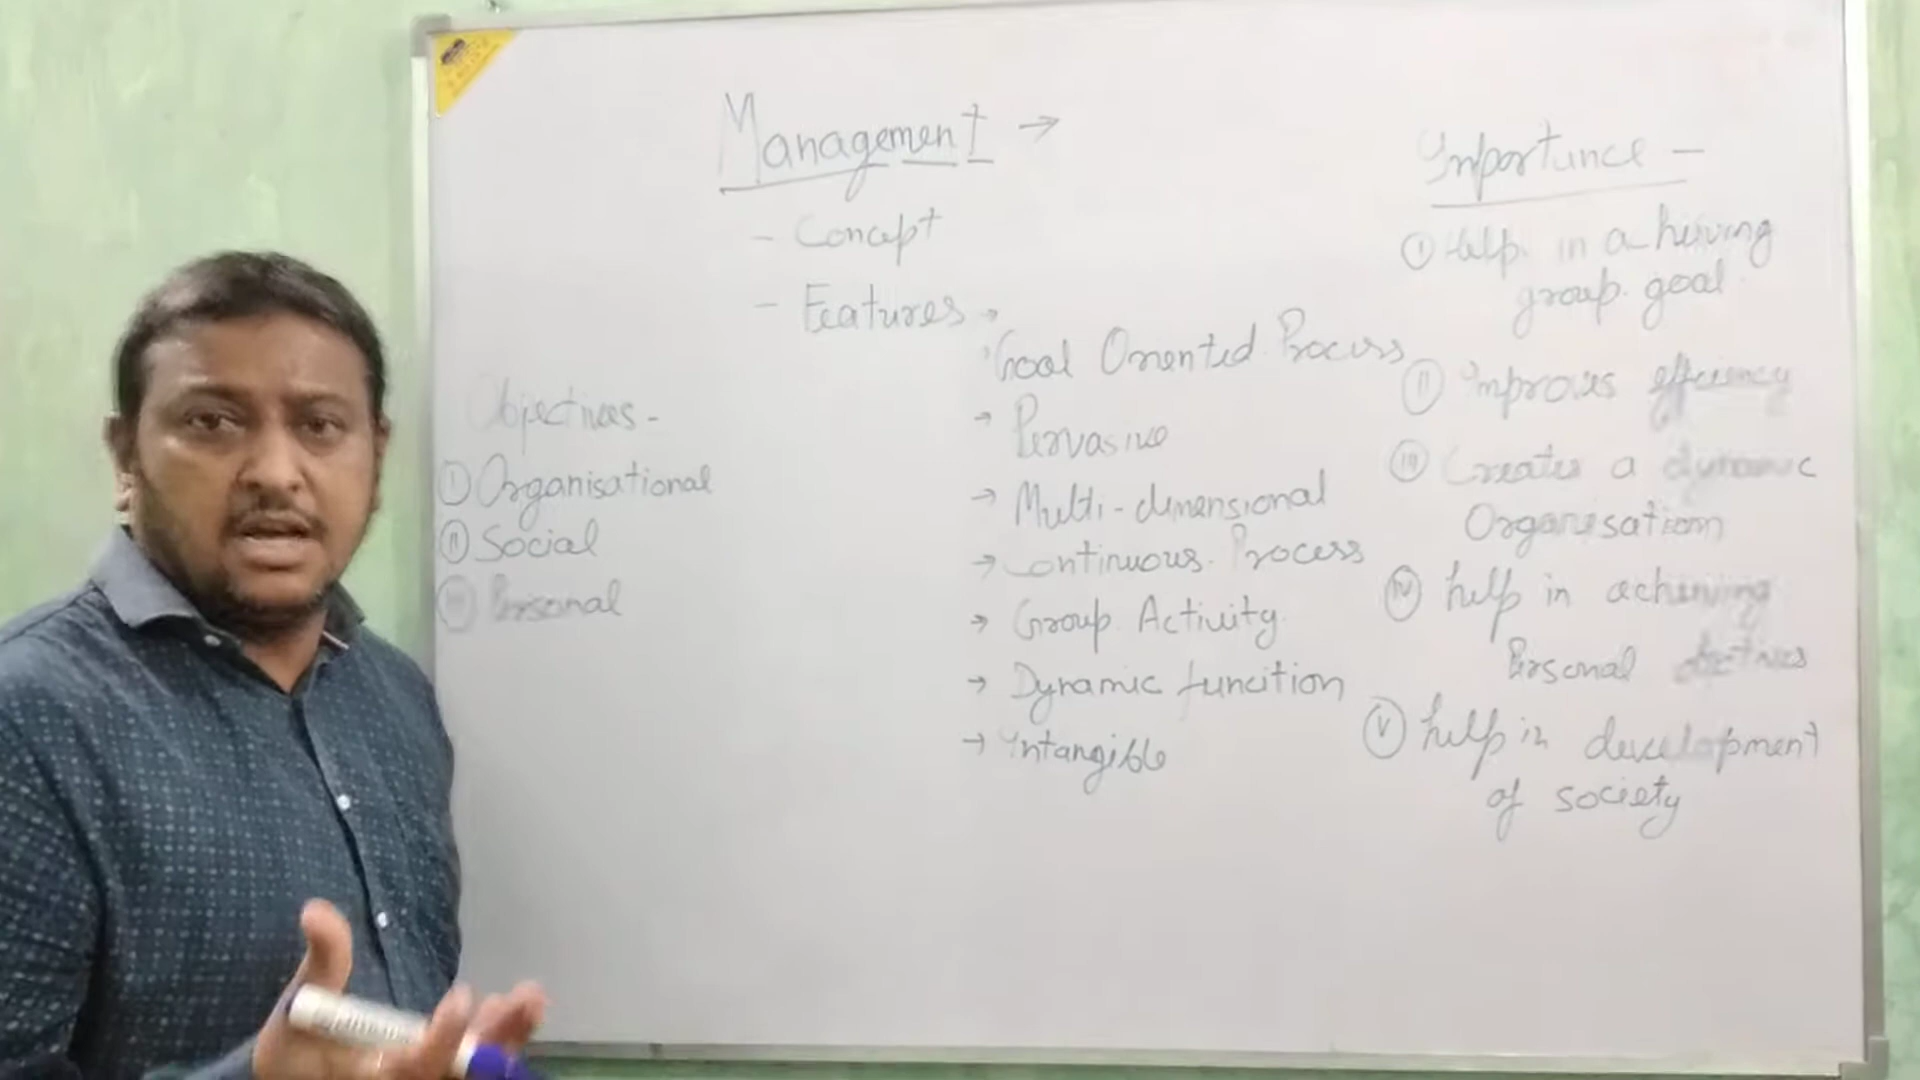 Management →
- Concept
- Features →
Goal Oriented Process
→ Pervasive
→ Multi-dimensional
→ Continuous Process
→ Group Activity
→ Dynamic function
→ Intangible
Objectives -
(I) Organisational
(II) Social
(III) Personal
Importance -
(I) Help in achieving
group goal
(II) Improves efficiency
(III) Creates a dynamic
Organisation
(IV) help in achieving
Personal
(V) help in development
of society